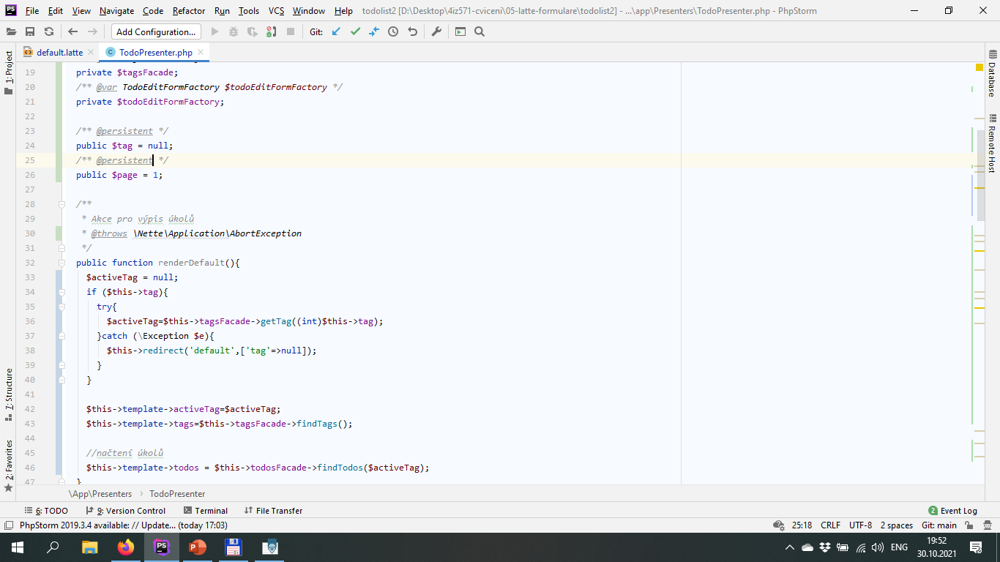 File Edit View Navigate Code Refactor Run Tools VCS Window Help todolist2 [D:\Desktop\4iz571-cviceni\05-latte-formulare\todolist2] - ...\app\Presenters\TodoPresenter.php - PhpStorm
Add Configuration... Git:
default.latte TodoPresenter.php
1: Project
7: Structure
2: Favorites
Database
Remote Host
19 private $tagsFacade;
20 /** @var TodoEditFormFactory $todoEditFormFactory */
21 private $todoEditFormFactory;
22
23 /** @persistent */
24 public $tag = null;
25 /** @persistent */
26 public $page = 1;
27
28 /**
29 * Akce pro výpis úkolů
30 * @throws \Nette\Application\AbortException
31 */
32 public function renderDefault(){
33 $activeTag = null;
34 if ($this->tag){
35 try{
36 $activeTag=$this->tagsFacade->getTag((int)$this->tag);
37 }catch (\Exception $e){
38 $this->redirect('default',['tag'=>null]);
39 }
40 }
41
42 $this->template->activeTag=$activeTag;
43 $this->template->tags=$this->tagsFacade->findTags();
44
45 //načtení úkolů
46 $this->template->todos = $this->todosFacade->findTodos($activeTag);
47 }
\App\Presenters › TodoPresenter
6: TODO 9: Version Control Terminal File Transfer 2 Event Log
PhpStorm 2019.3.4 available: // Update... (today 17:03) 25:18 CRLF UTF-8 2 spaces Git: main
ENG 19:52
30.10.2021